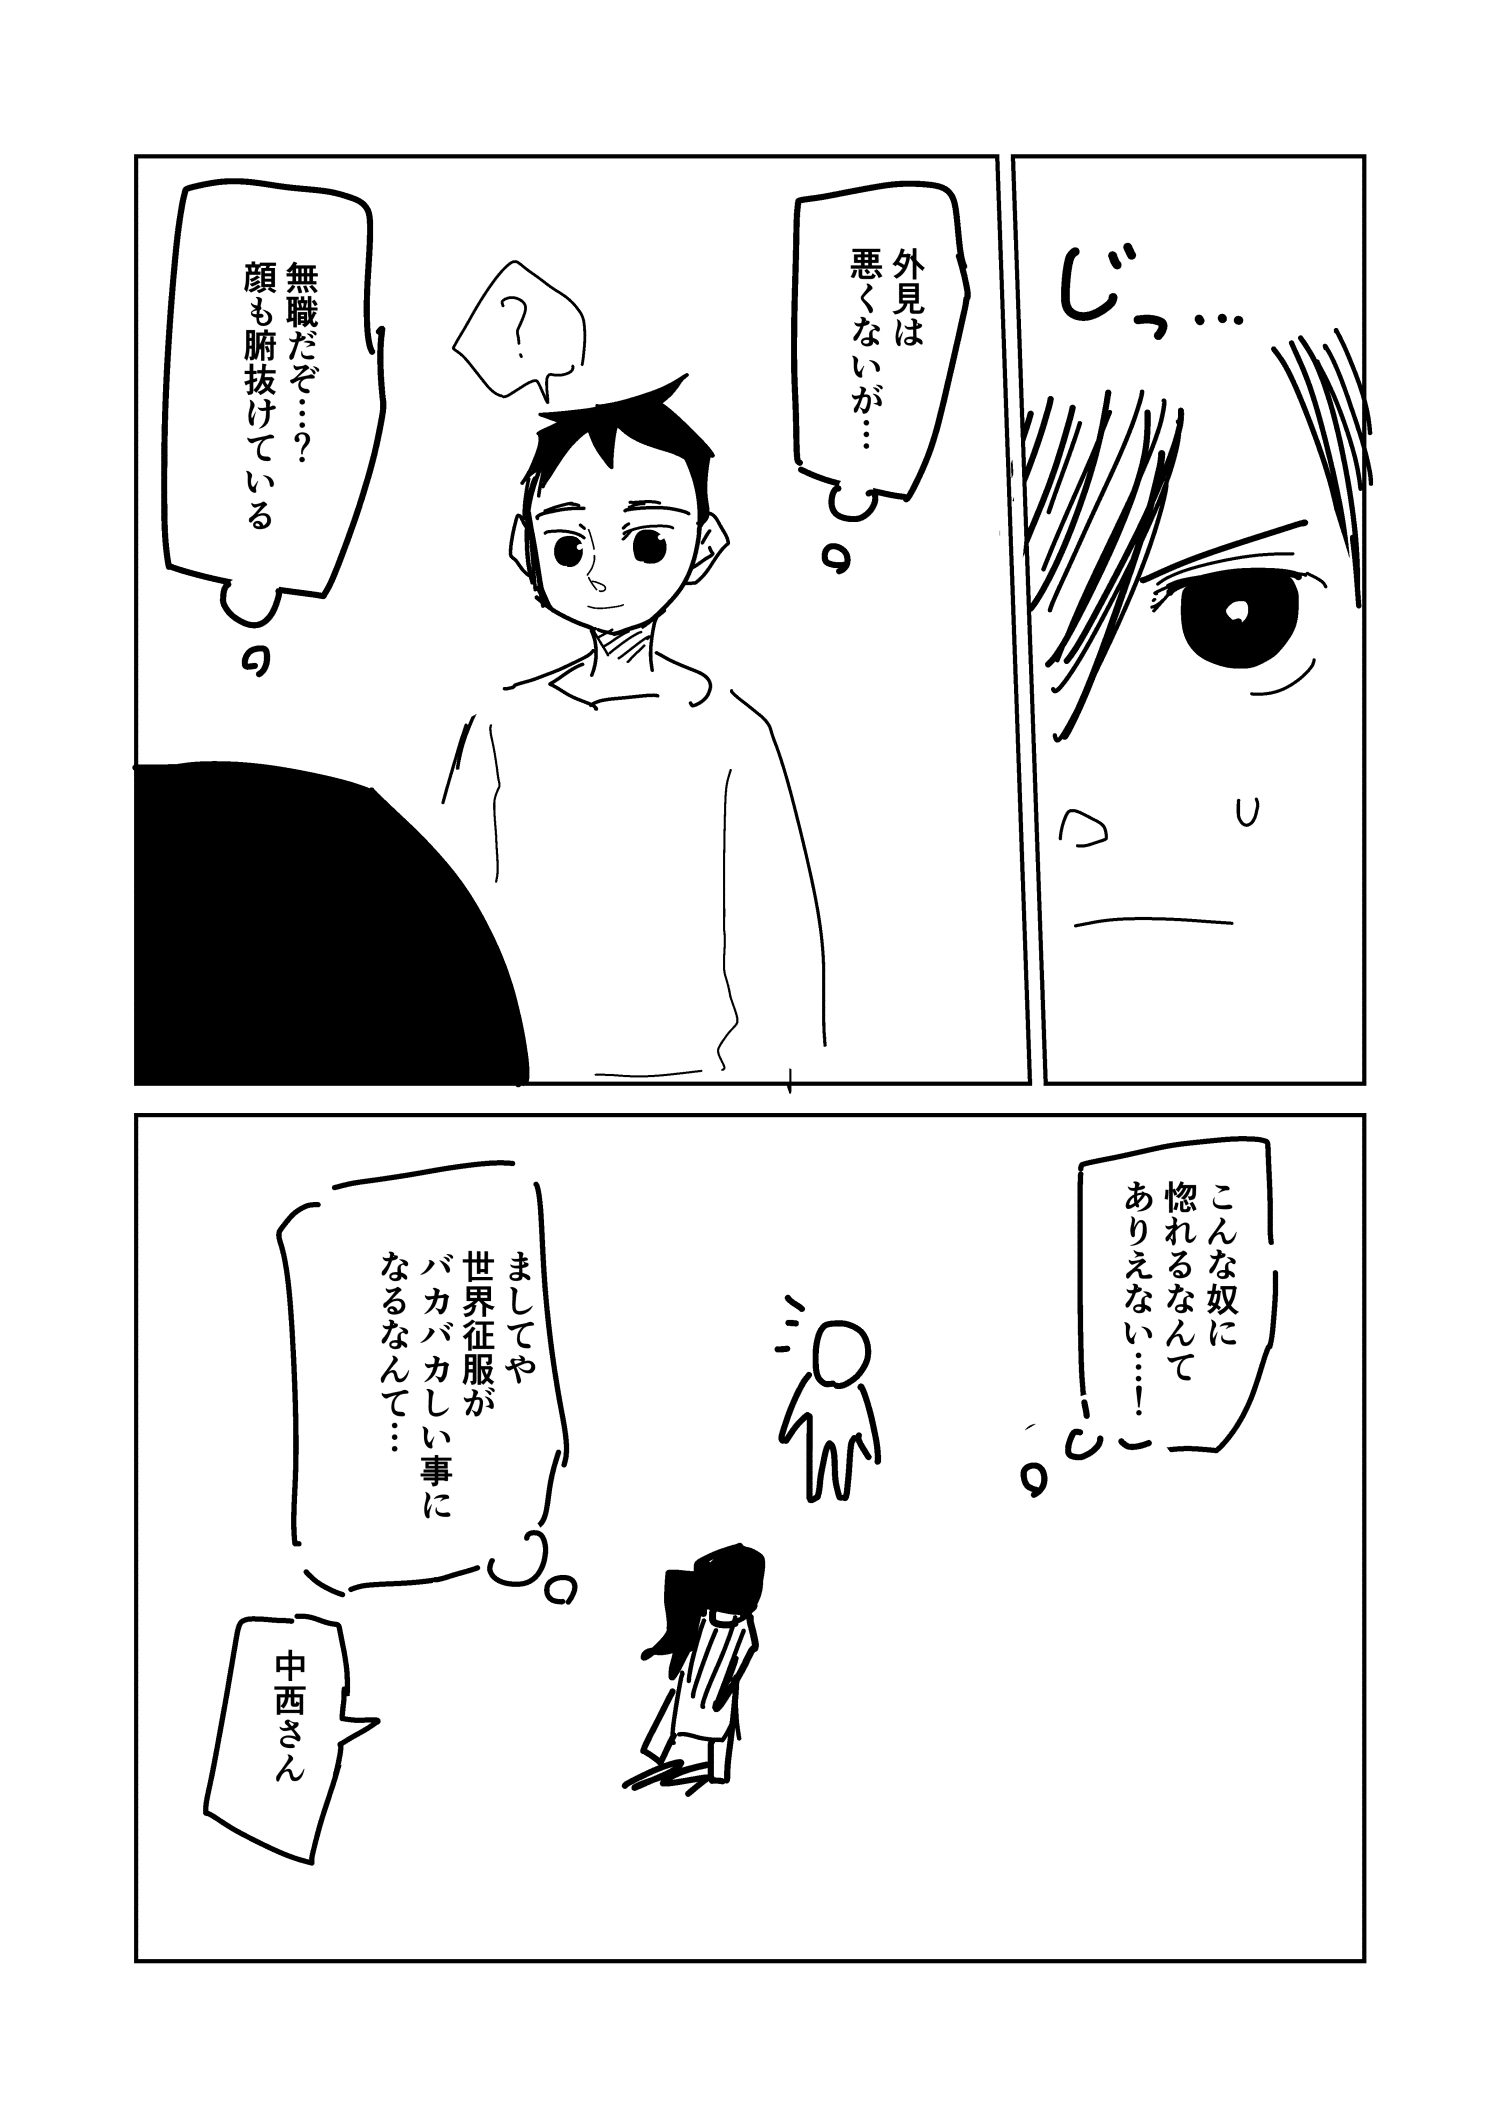 じっ…
外見は
悪くないが…
?
無職だぞ…?
顔も腑抜けている
こんな奴に
惚れるなんて
ありえない…!
ましてや
世界征服が
バカバカしい事に
なるなんて…
中西さん